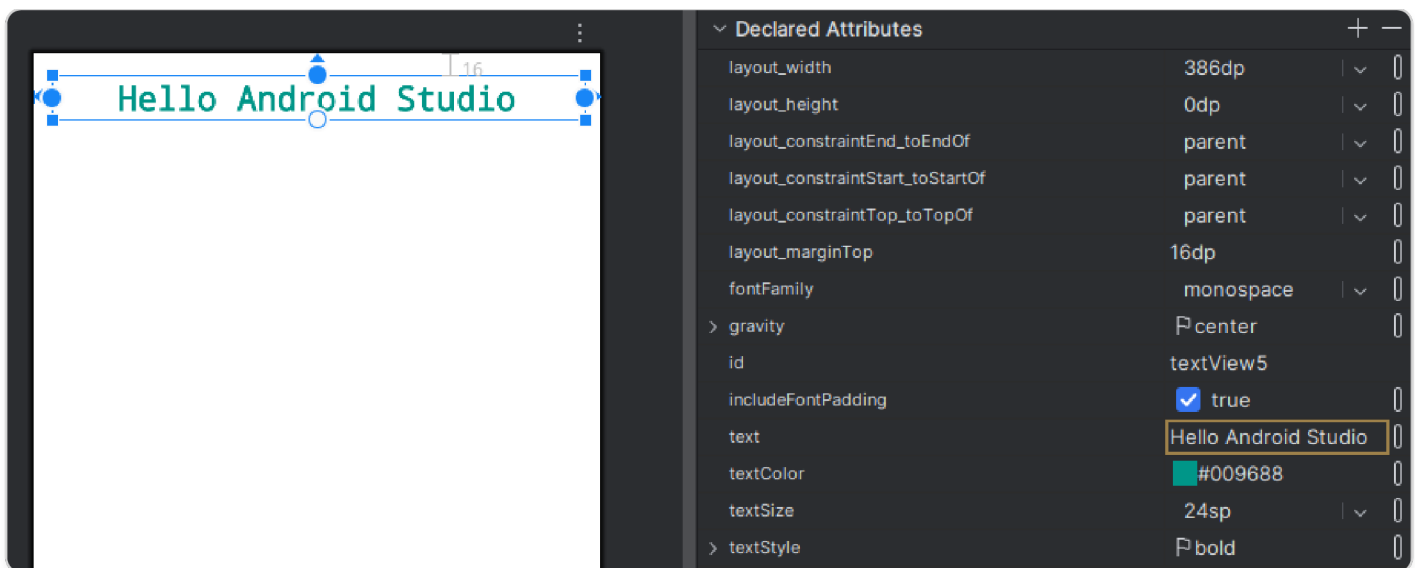 16
Hello Android Studio
Declared Attributes
layout_width 386dp
layout_height 0dp
layout_constraintEnd_toEndOf parent
layout_constraintStart_toStartOf parent
layout_constraintTop_toTopOf parent
layout_marginTop 16dp
fontFamily monospace
gravity center
id textView5
includeFontPadding true
text Hello Android Studio
textColor #009688
textSize 24sp
textStyle bold